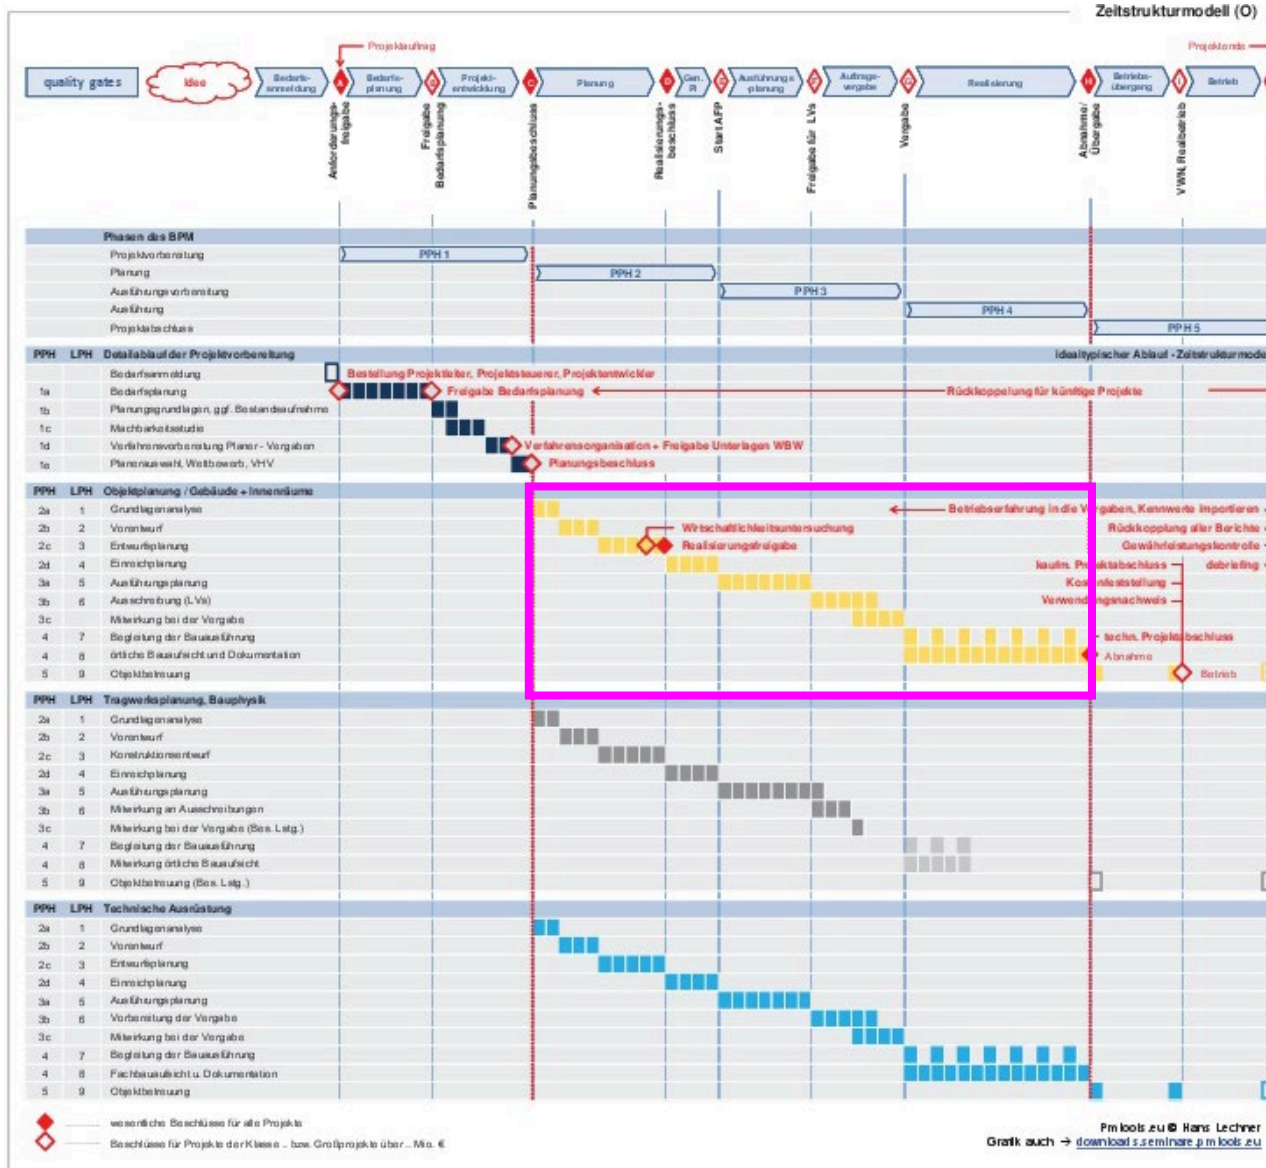 Zeitstrukturmodell (O)
Projektauftrag
Projektende
quality gates
Idee
Bedarfs-
anmeldung
A
Bedarfs-
planung
Projekt-
entwicklung
C
Planung
D
Gen.
Pl
Ausführungs
-planung
F
Auftrags-
vergabe
G
Realisierung
H
Betriebs-
übergang
i
Betrieb
Anforderungs-
freigabe
Freigabe
Bedarfsplanung
Planungsbeschluss
Realisierungs-
beschluss
Start AFP
Freigabe für LVs
Vergabe
Abnahme/
Übergabe
VWN, Realbetrieb
Phasen des BPM
Projektvorbereitung PPH 1
Planung PPH 2
Ausführungsvorbereitung PPH 3
Ausführung PPH 4
Projektabschluss PPH 5
PPH LPH Detailablauf der Projektvorbereitung idealtypischer Ablauf - Zeitstrukturmode
Bedarfsanmeldung Bestellung Projektleiter, Projektsteuerer, Projektentwickler
1a Bedarfsplanung Freigabe Bedarfsplanung Rückkoppelung für künftige Projekte
1b Planungsgrundlagen, ggf. Bestandsaufnahme
1c Machbarkeitsstudie
1d Verfahrensvorbereitung Planer - Vergaben Verfahrensorganisation + Freigabe Unterlagen WBW
1e Planerauswahl, Wettbewerb, VHV Planungsbeschluss
PPH LPH Objektplanung / Gebäude + Innenräume
2a 1 Grundlagenanalyse Betriebserfahrung in die Vorgaben, Kennwerte importieren
2b 2 Vorentwurf Wirtschaftlichkeitsuntersuchung Rückkopplung aller Berichte
2c 3 Entwurfsplanung Realisierungsfreigabe Gewährleistungskontrolle
2d 4 Einreichplanung kaufm. Projektabschluss debriefing
3a 5 Ausführungsplanung Kostenfeststellung
3b 6 Ausschreibung (LVs) Verwendungsnachweis
3c Mitwirkung bei der Vergabe
4 7 Begleitung der Bauausführung techn. Projektabschluss
4 8 örtliche Bauaufsicht und Dokumentation Abnahme
5 9 Objektbetreuung Betrieb
PPH LPH Tragwerksplanung, Bauphysik
2a 1 Grundlagenanalyse
2b 2 Vorentwurf
2c 3 Konstruktionsentwurf
2d 4 Einreichplanung
3a 5 Ausführungsplanung
3b 6 Mitwirkung an Ausschreibungen
3c Mitwirkung bei der Vergabe (Bes. Lstg.)
4 7 Begleitung der Bauausführung
4 8 Mitwirkung örtliche Bauaufsicht
5 9 Objektbetreuung (Bes. Lstg.)
PPH LPH Technische Ausrüstung
2a 1 Grundlagenanalyse
2b 2 Vorentwurf
2c 3 Entwurfsplanung
2d 4 Einreichplanung
3a 5 Ausführungsplanung
3b 6 Vorbereitung der Vergabe
3c Mitwirkung bei der Vergabe
4 7 Begleitung der Bauausführung
4 8 Fachbauaufsicht u. Dokumentation
5 9 Objektbetreuung
wesentliche Beschlüsse für alle Projekte
Beschlüsse für Projekte der Klasse .. bzw. Großprojekte über .. Mio. €
Pmtools.eu © Hans Lechner
Grafik auch → downloads.seminare.pmtools.eu